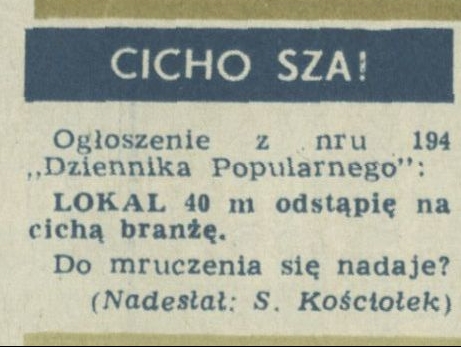 CICHO SZA!
Ogłoszenie z nru 194
„Dziennika Popularnego":
LOKAL 40 m odstąpię na
cichą branżę.
Do mruczenia się nadaje?
(Nadesłał: S. Kościołek)